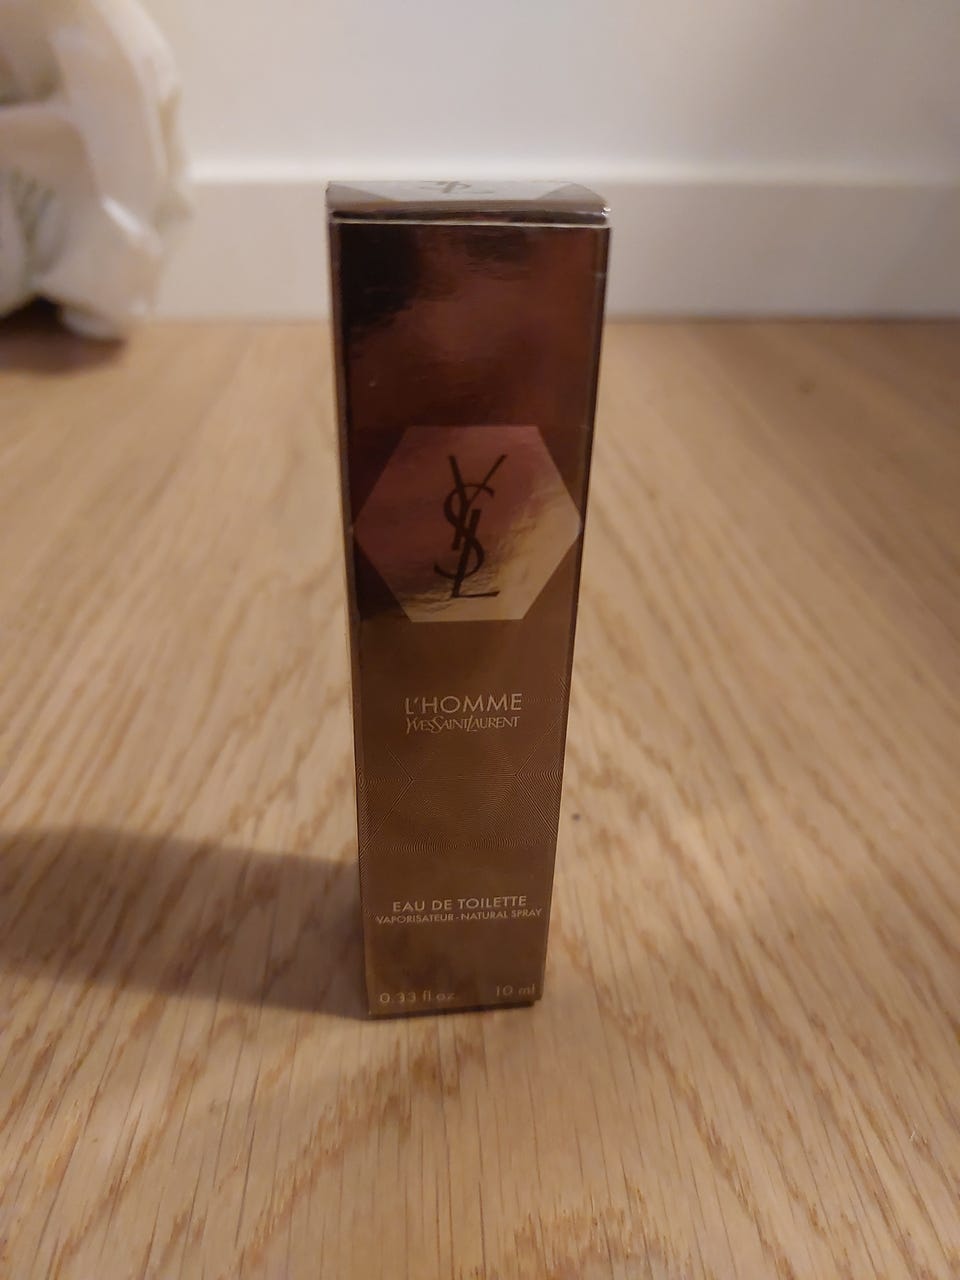 YSL
L'HOMME
YVESSAINTLAURENT
EAU DE TOILETTE
VAPORISATEUR - NATURAL SPRAY
0.33 fl oz 10 ml